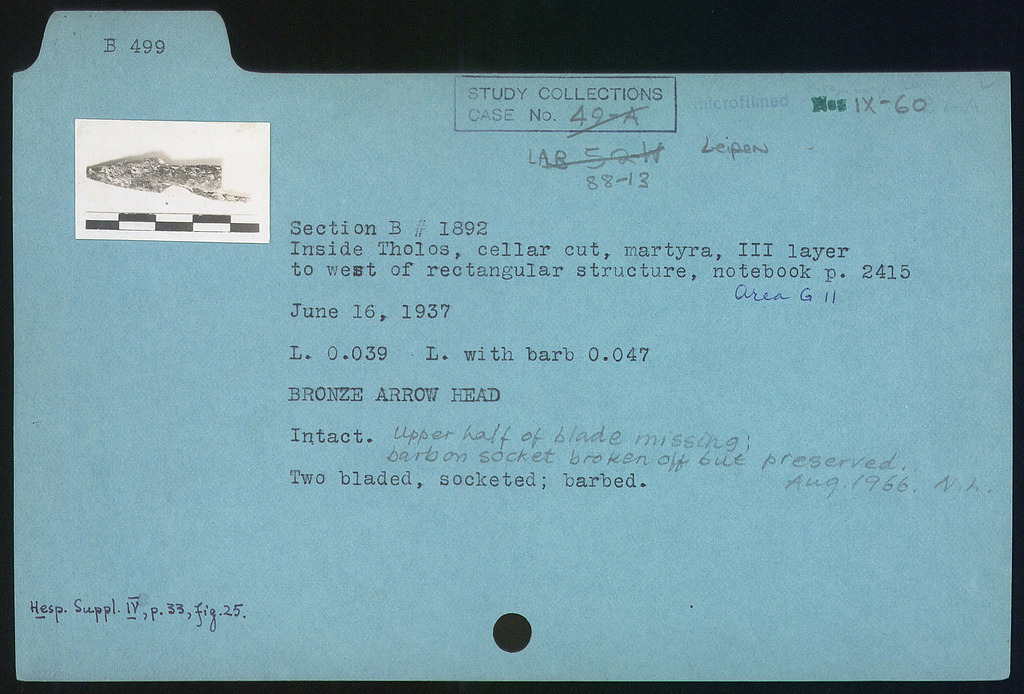 B 499
STUDY COLLECTIONS
CASE No. 49-A
microfilmed
Neg IX-60
LAB 52W
Leipen
88-13
Section B # 1892
Inside Tholos, cellar cut, martyra, III layer
to west of rectangular structure, notebook p. 2415
Area G 11
June 16, 1937
L. 0.039 L. with barb 0.047
BRONZE ARROW HEAD
Intact. Upper half of blade missing;
barb on socket broken off but preserved.
Two bladed, socketed; barbed.
Aug. 1966. N.L.
Hesp. Suppl. IV, p. 33, fig. 25.